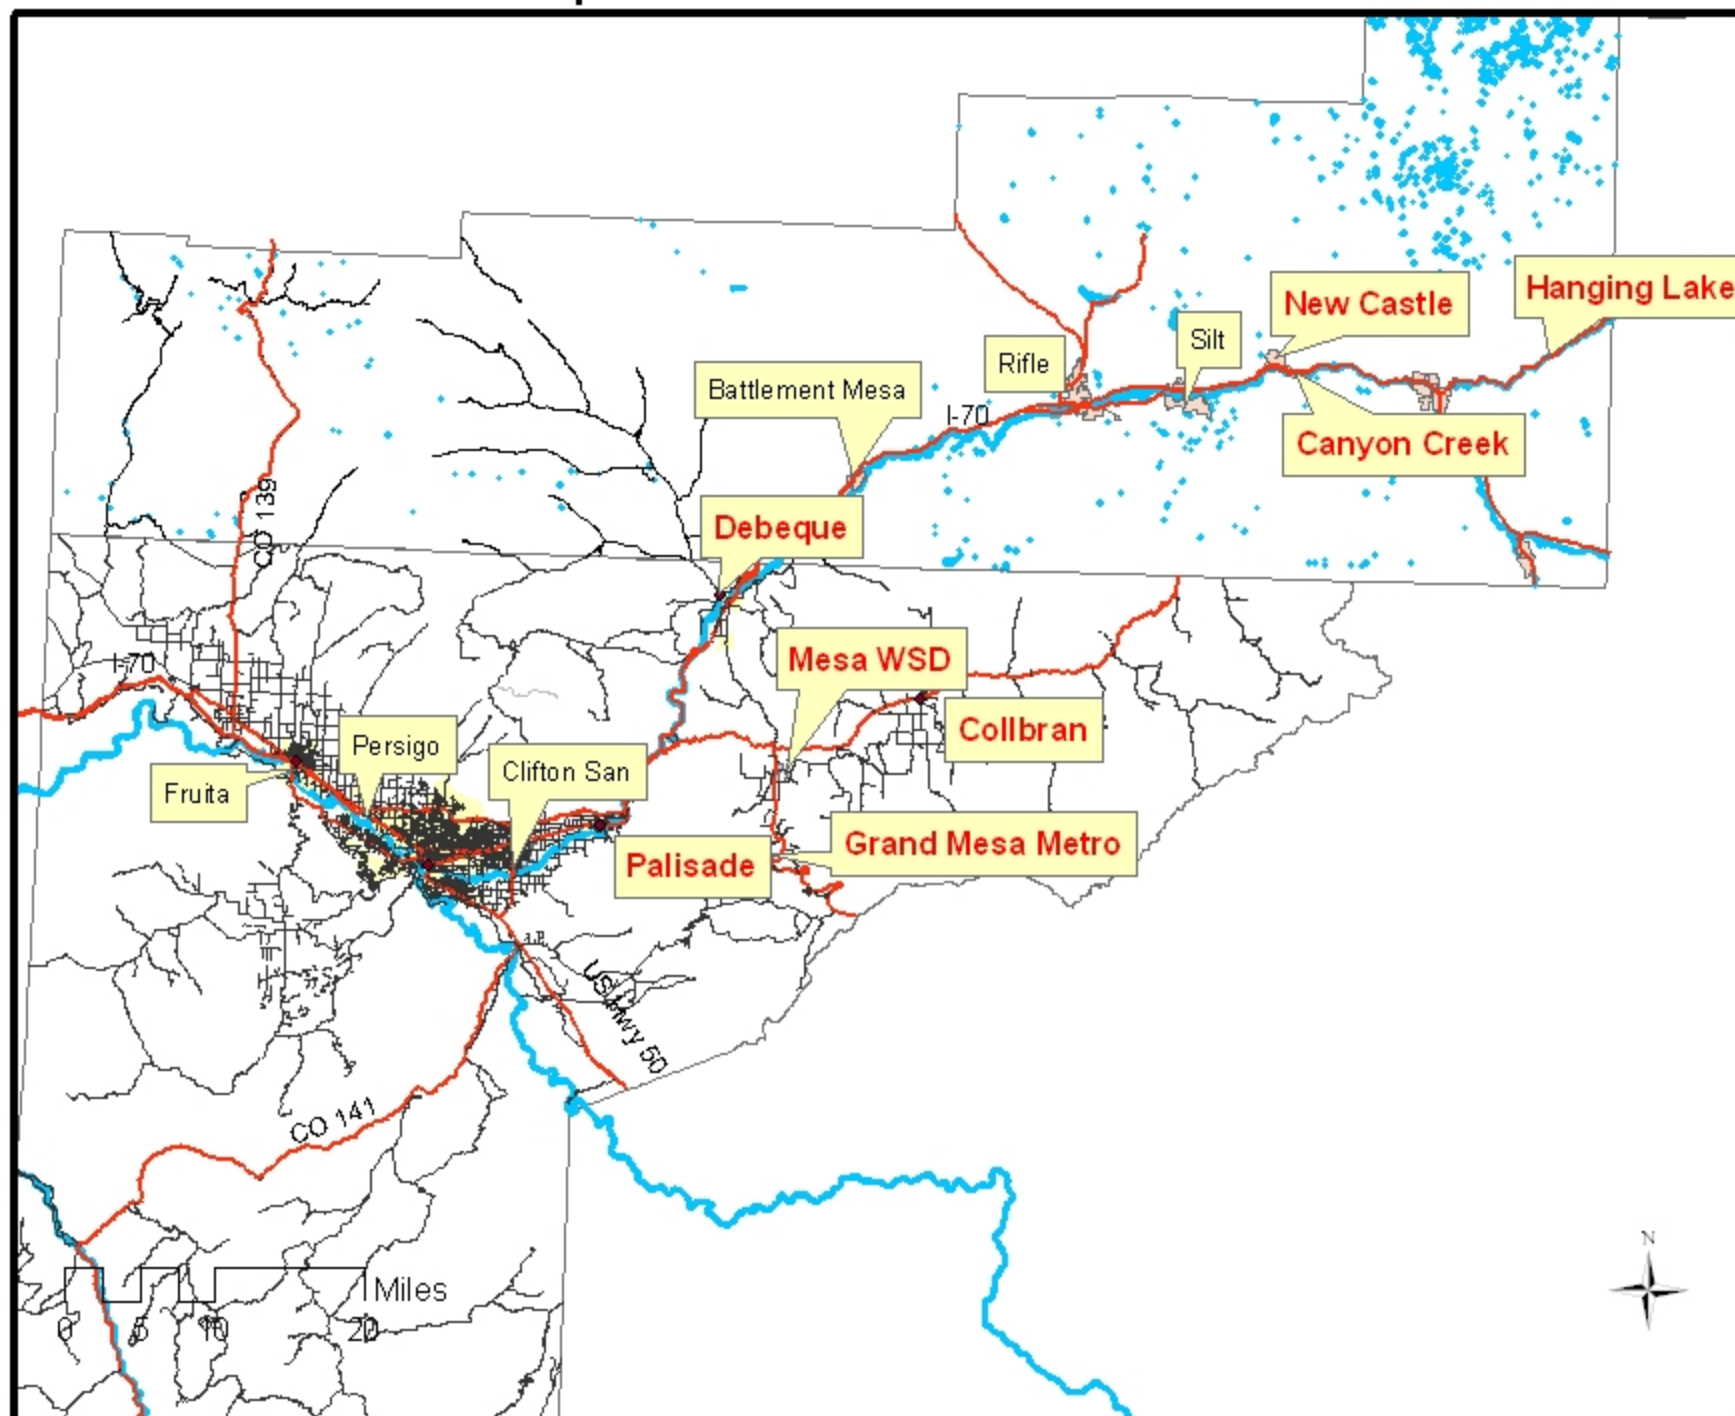 Hanging Lake
New Castle
Silt
Rifle
Battlement Mesa
I-70
Canyon Creek
Debeque
CO 139
I-70
Mesa WSD
Collbran
Persigo
Clifton San
Fruita
Grand Mesa Metro
Palisade
US Hwy 50
CO 141
N
Miles
0 5 10 20